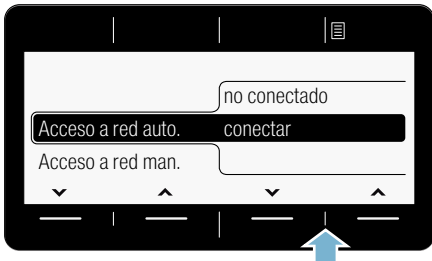 no conectado
Acceso a red auto. conectar
Acceso a red man.